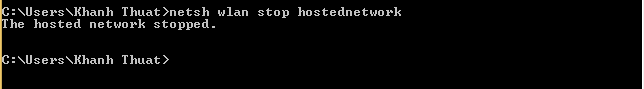 C:\Users\Khanh Thuat>netsh wlan stop hostednetwork
The hosted network stopped.
C:\Users\Khanh Thuat>